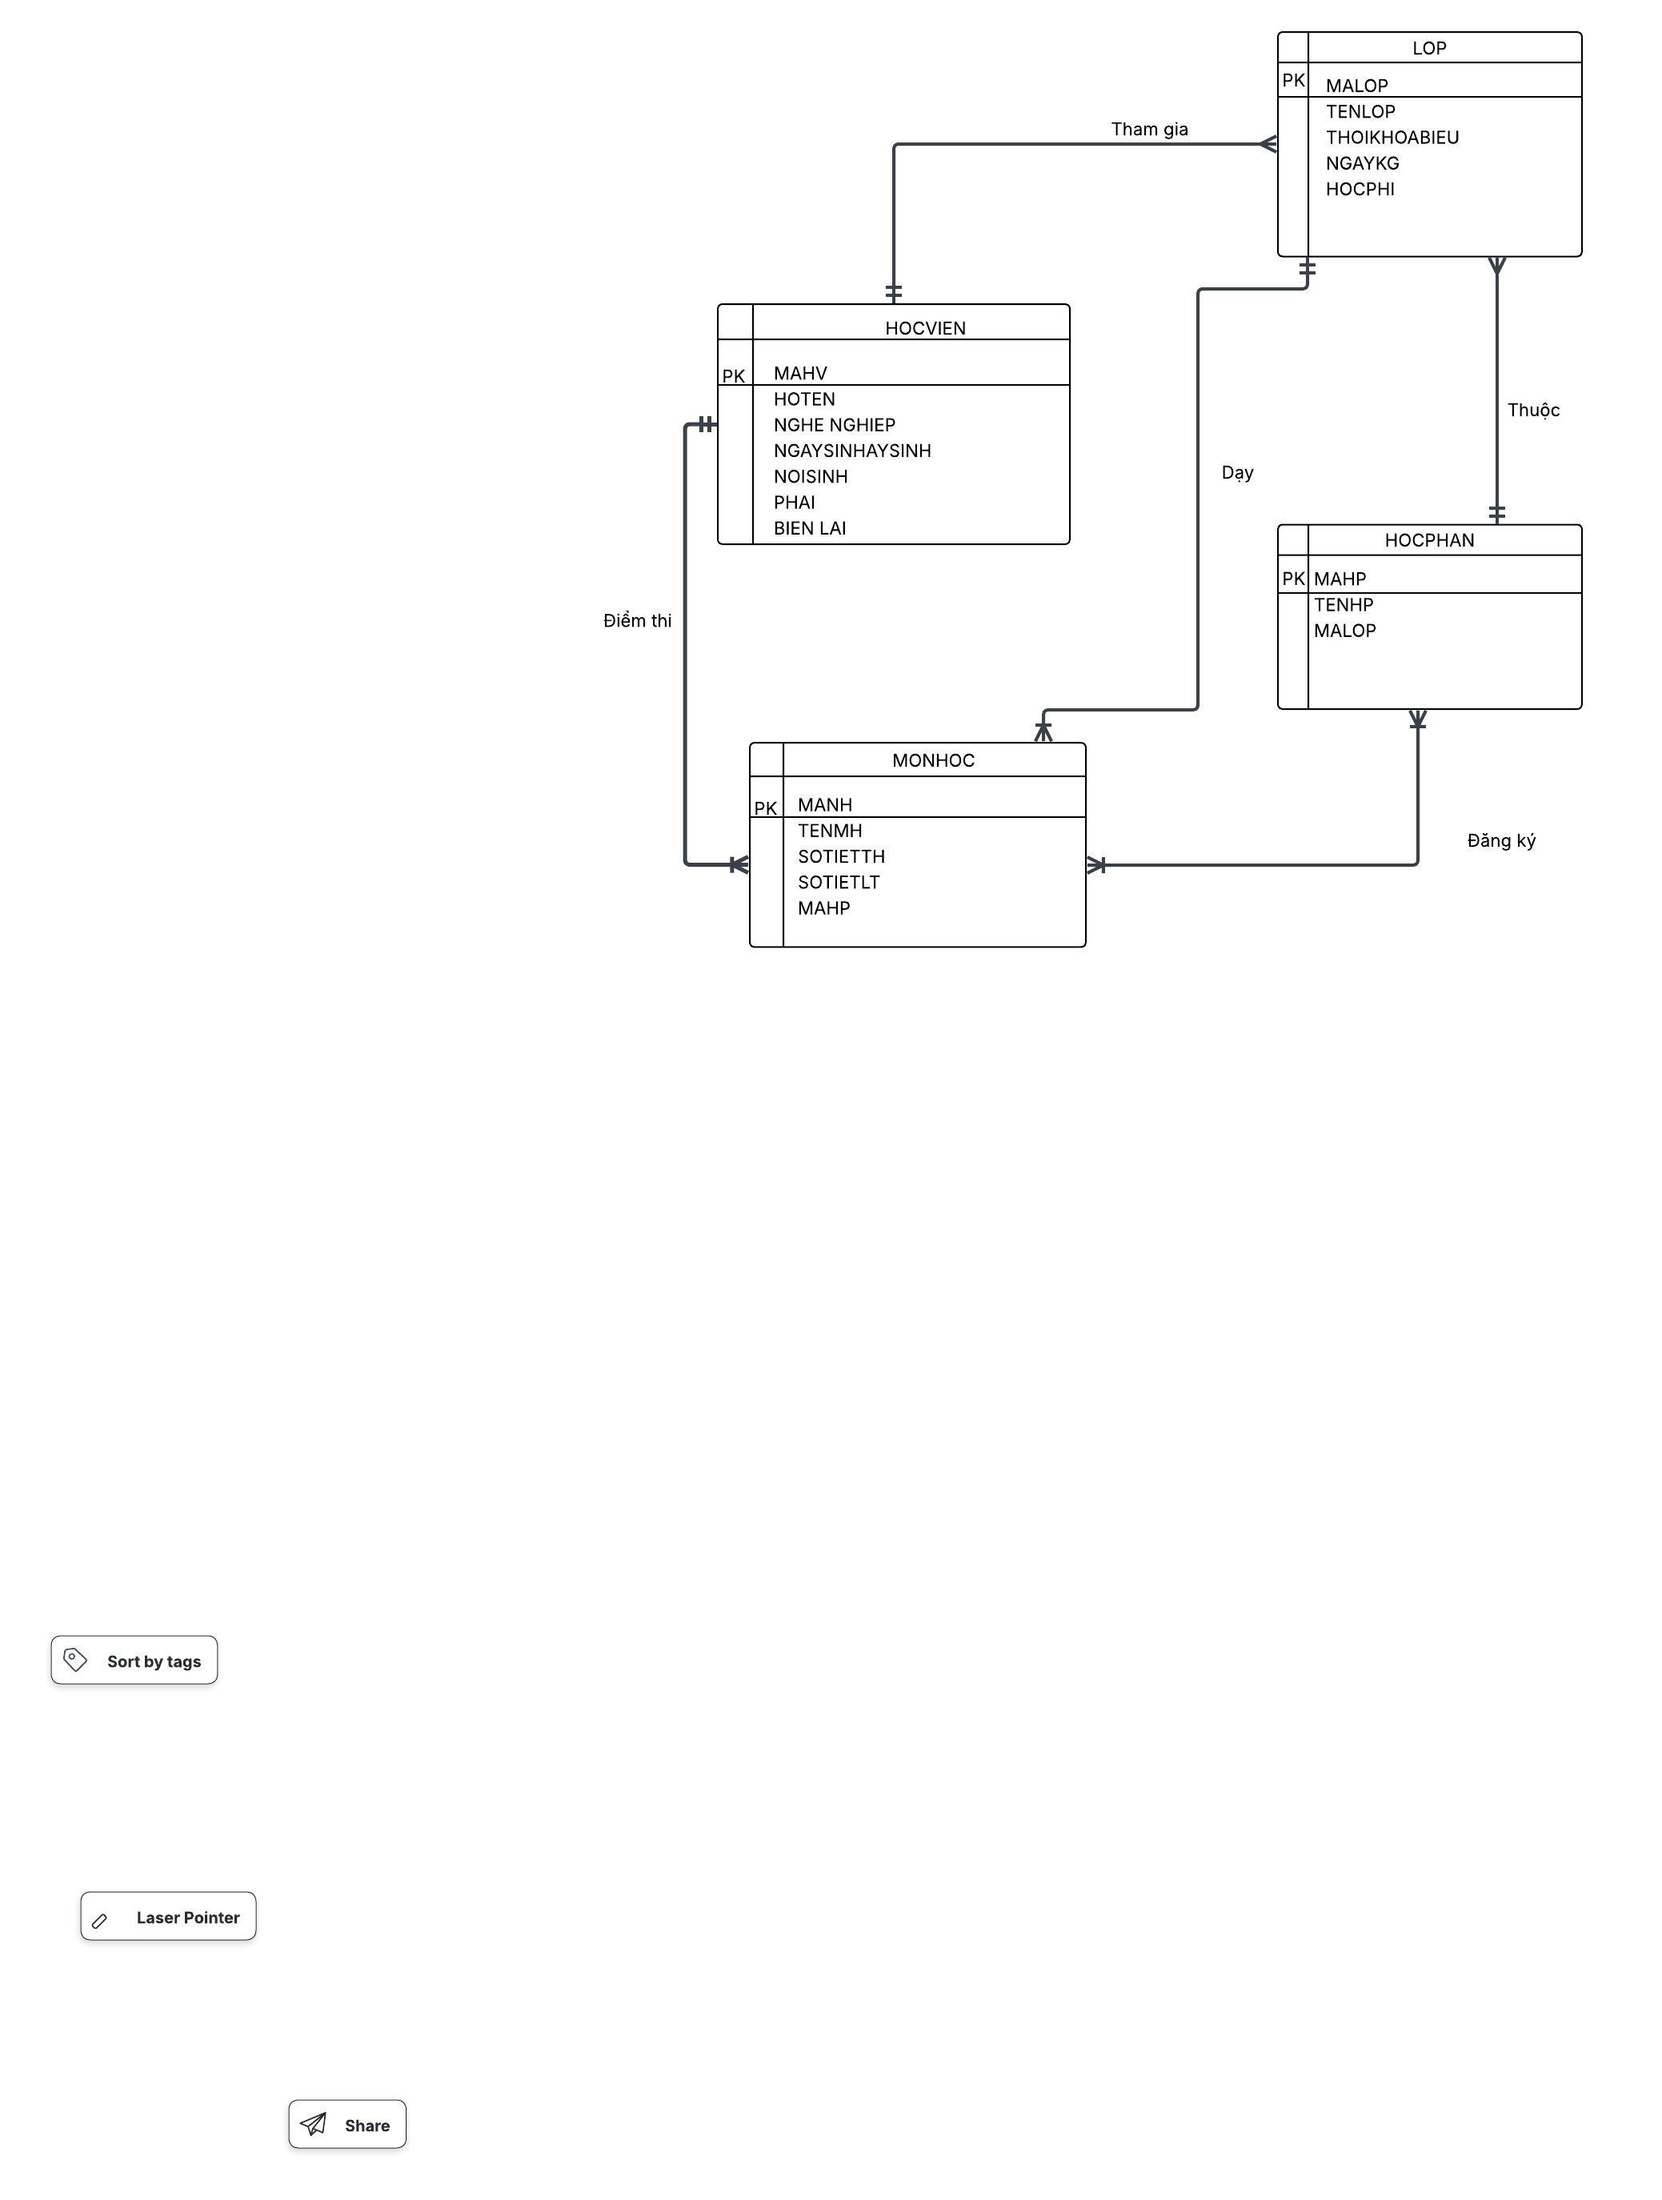 LOP
PK
MALOP
TENLOP
THOIKHOABIEU
NGAYKG
HOCPHI
Tham gia
HOCVIEN
PK
MAHV
HOTEN
NGHE NGHIEP
NGAYSINHAYSINH
NOISINH
PHAI
BIEN LAI
Thuộc
Dạy
HOCPHAN
PK
MAHP
TENHP
MALOP
Điểm thi
MONHOC
PK
MANH
TENMH
SOTIETTH
SOTIETLT
MAHP
Đăng ký
Sort by tags
Laser Pointer
Share